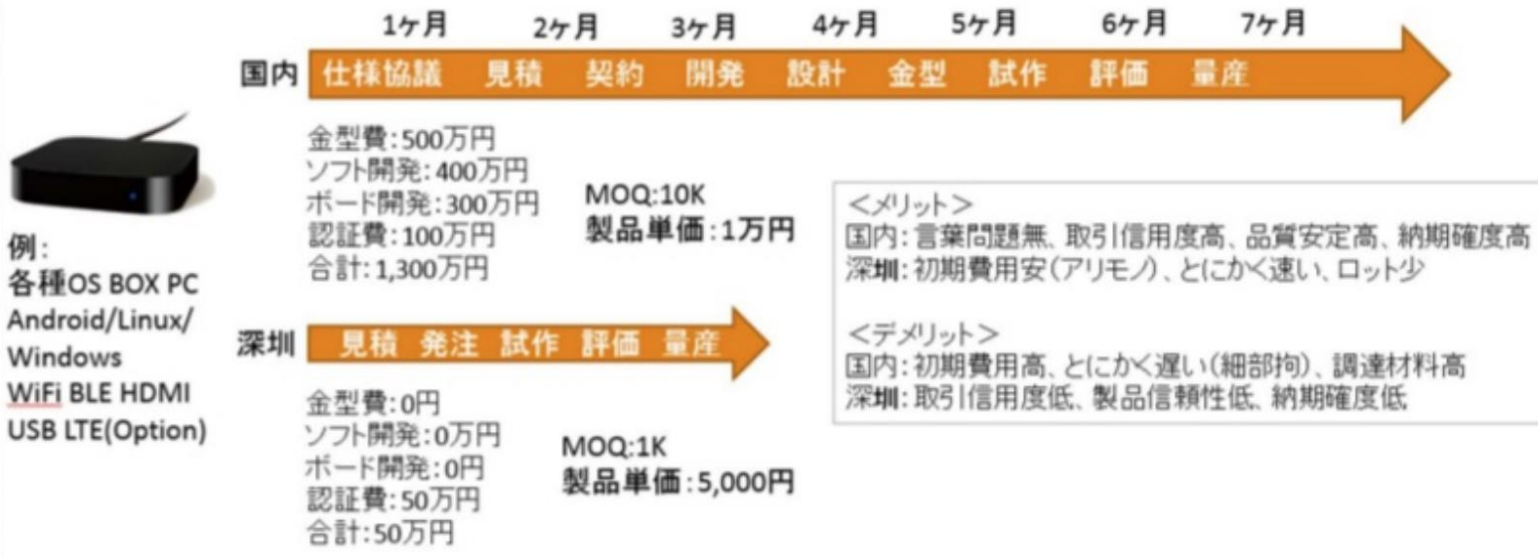 1ヶ月 2ヶ月 3ヶ月 4ヶ月 5ヶ月 6ヶ月 7ヶ月
国内 仕様協議 見積 契約 開発 設計 金型 試作 評価 量産
金型費:500万円
ソフト開発:400万円
ボード開発:300万円
認証費:100万円
合計:1,300万円
MOQ:10K
製品単価:1万円
例:
各種OS BOX PC
Android/Linux/
Windows
WiFi BLE HDMI
USB LTE(Option)
深圳 見積 発注 試作 評価 量産
金型費:0円
ソフト開発:0万円
ボード開発:0円
認証費:50万円
合計:50万円
MOQ:1K
製品単価:5,000円
<メリット>
国内:言葉問題無、取引信用度高、品質安定高、納期確度高
深圳:初期費用安(アリモノ)、とにかく速い、ロット少
<デメリット>
国内:初期費用高、とにかく遅い(細部拘)、調達材料高
深圳:取引信用度低、製品信頼性低、納期確度低